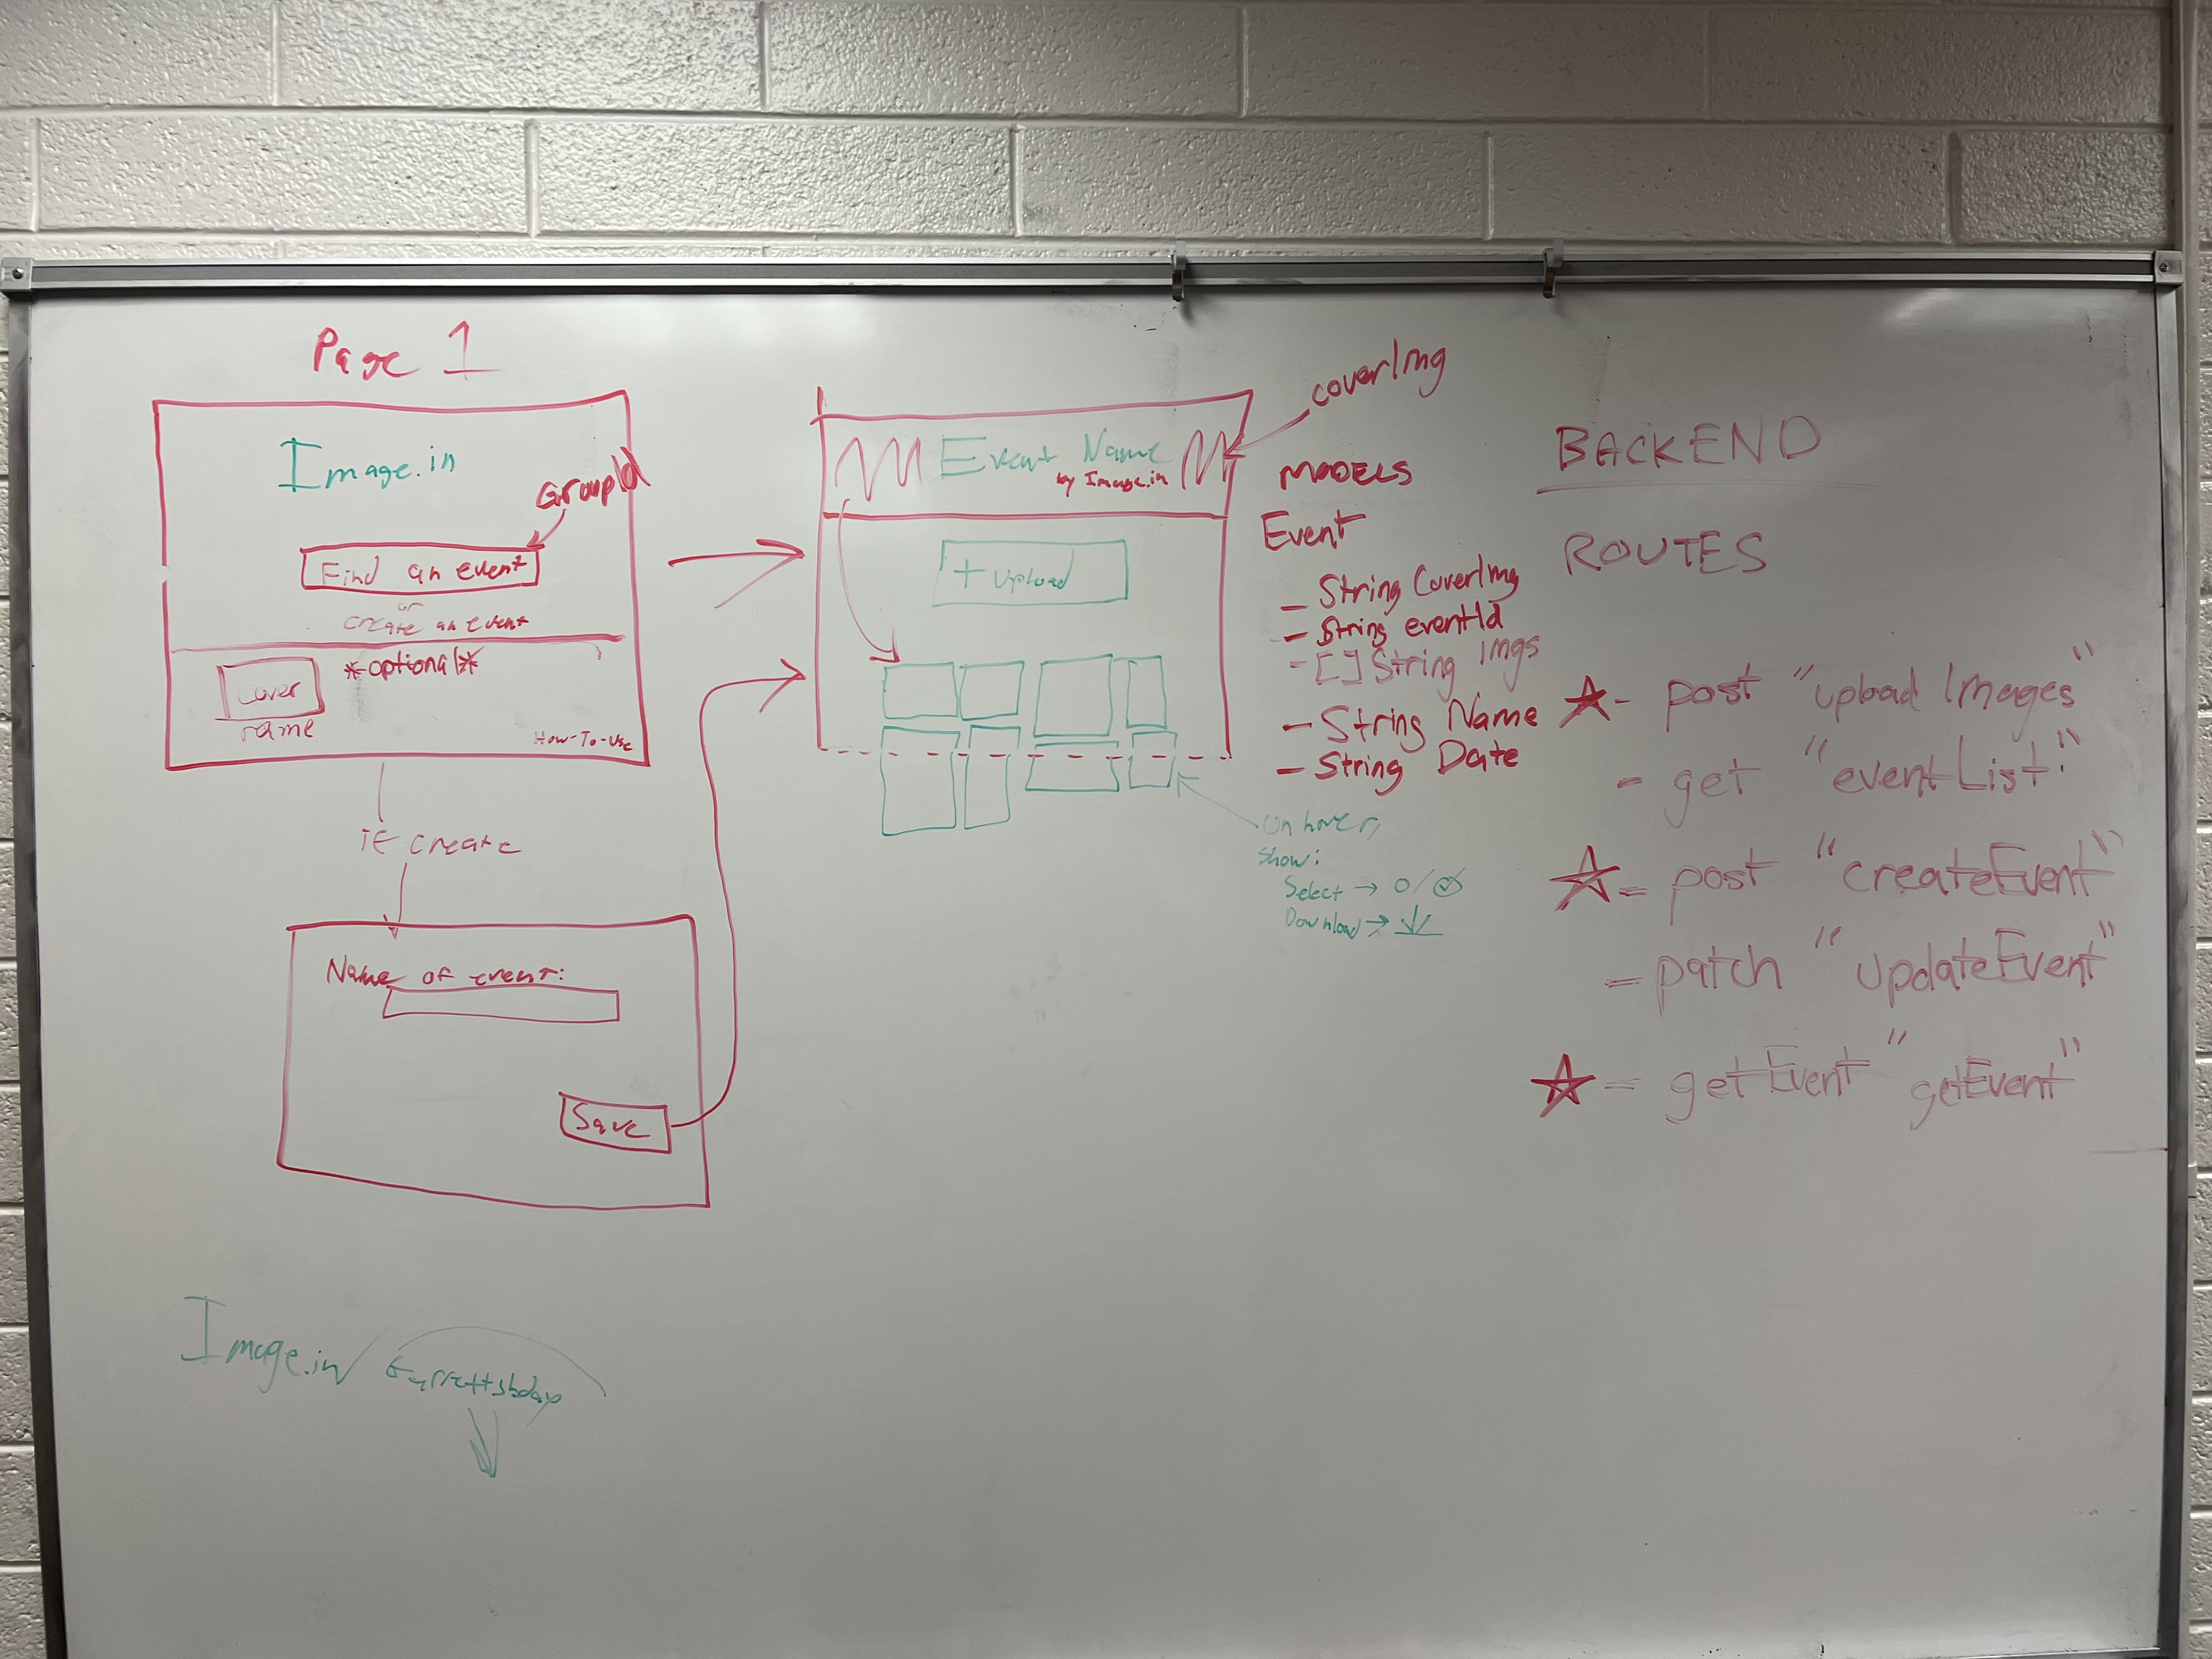 Page 1
Image.in
GroupId
Find an event
or
create an event
*optional*
Cover
name
How-To-Use
IF create
Name of event:
Save
Image.in/
coverImg
Event Name
by Image.in
+ Upload
On hover,
Show:
Select → O/
Download →
MODELS
Event
- String CoverImg
- String eventId
- [] String Imgs
- String Name
- String Date
BACKEND
ROUTES
- post "upload Images"
- get "eventList"
- post "createEvent"
- patch "updateEvent"
- getEvent "getEvent"